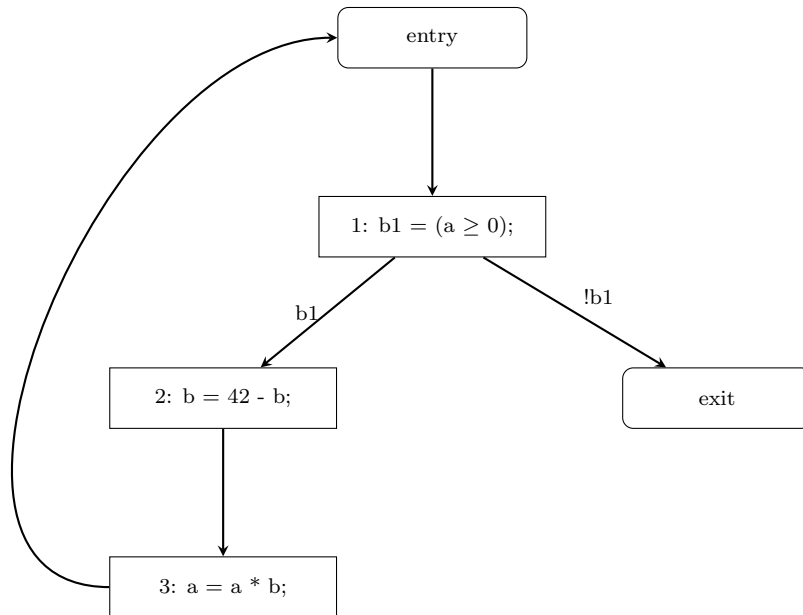 entry
1: b1 = (a ≥ 0);
b1
!b1
2: b = 42 - b;
exit
3: a = a * b;